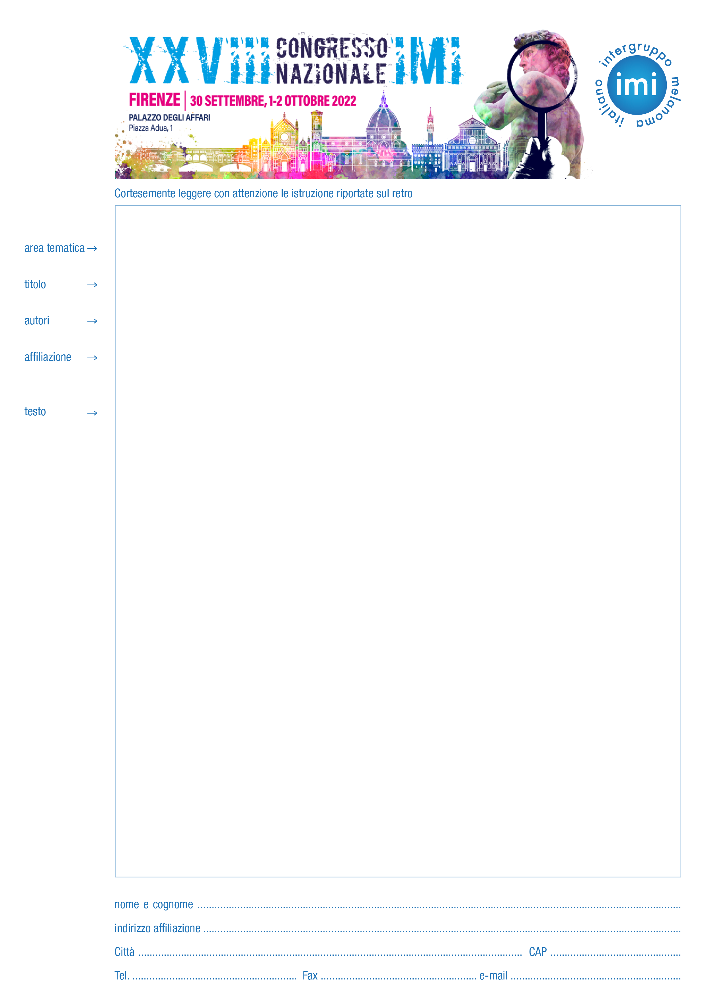 XXVIII CONGRESSO NAZIONALE IMI
FIRENZE | 30 SETTEMBRE, 1-2 OTTOBRE 2022
PALAZZO DEGLI AFFARI
Piazza Adua, 1
intergruppo melanoma italiano
imi
Cortesemente leggere con attenzione le istruzione riportate sul retro
area tematica →
titolo →
autori →
affiliazione →
testo →
nome e cognome ..........
indirizzo affiliazione ..........
Città .......... CAP ..........
Tel. .......... Fax .......... e-mail ..........